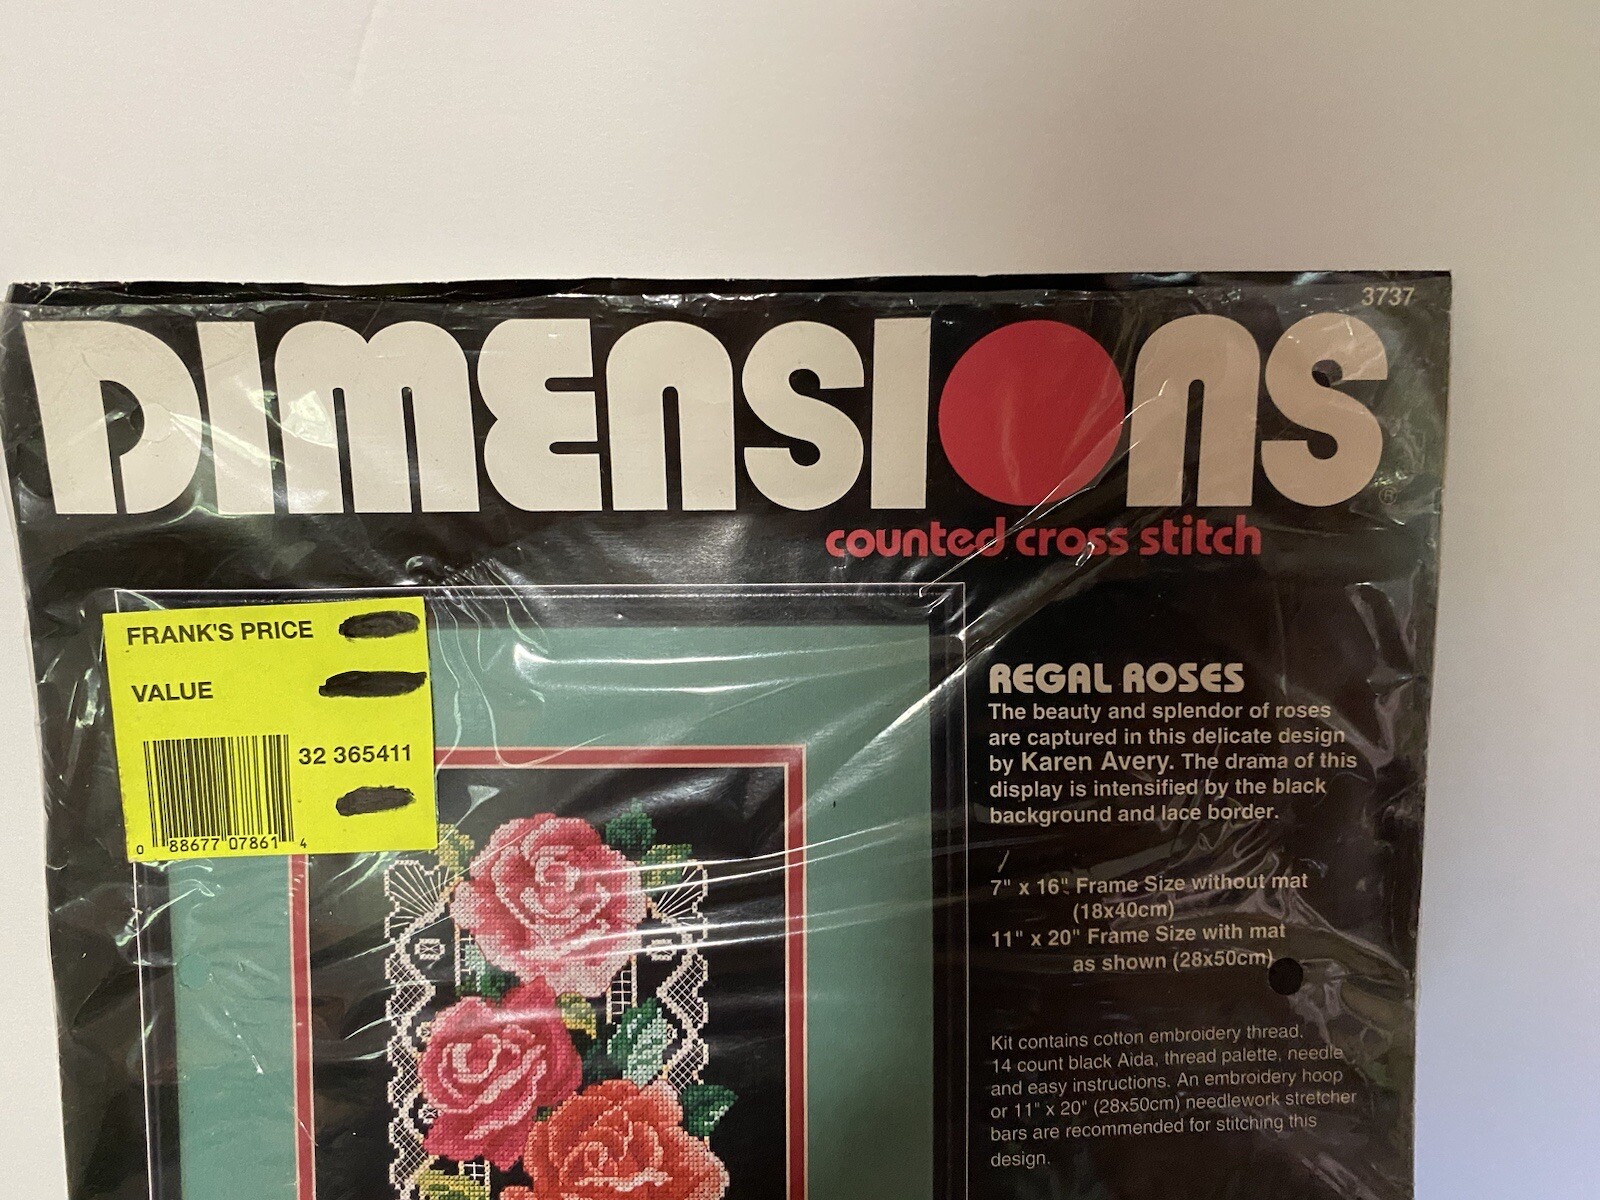 3737
DIMENSIONS®
counted cross stitch
FRANK'S PRICE
VALUE
32 365411
0 88677 07861 4
REGAL ROSES
The beauty and splendor of roses
are captured in this delicate design
by Karen Avery. The drama of this
display is intensified by the black
background and lace border.
7" x 16" Frame Size without mat
(18x40cm)
11" x 20" Frame Size with mat
as shown (28x50cm)
Kit contains cotton embroidery thread,
14 count black Aida, thread palette, needle
and easy instructions. An embroidery hoop
or 11" x 20" (28x50cm) needlework stretcher
bars are recommended for stitching this
design.